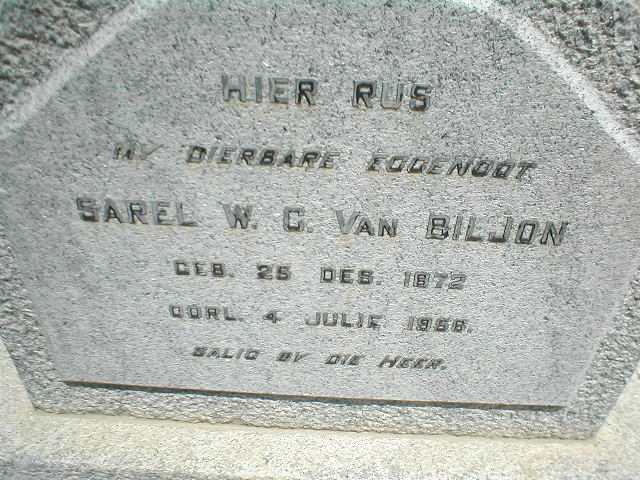 HIER RUS
MY DIERBARE EGGENOOT
SAREL W. C. VAN BILJON
GEB. 25 DES. 1872
OORL. 4 JULIE
SALIG BY DIE HEER.